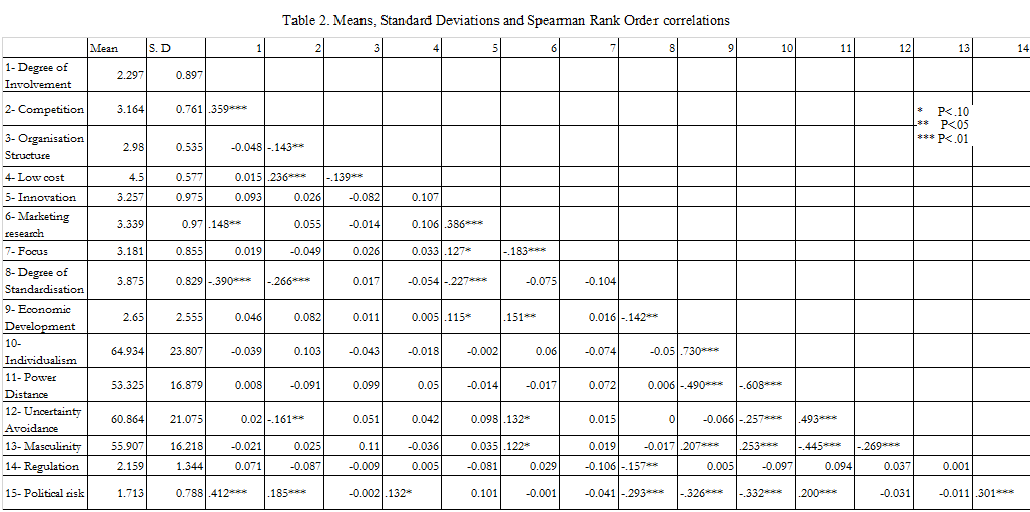 Table 2. Means, Standard Deviations and Spearman Rank Order correlations
Mean S. D 1 2 3 4 5 6 7 8 9 10 11 12 13 14
1- Degree of
Involvement 2.297 0.897
2- Competition 3.164 0.761 .359***
* P<.10
** P<05
*** P<.01
3- Organisation
Structure 2.98 0.535 -0.048 -.143**
4- Low cost 4.5 0.577 0.015 .236*** -.139**
5- Innovation 3.257 0.975 0.093 0.026 -0.082 0.107
6- Marketing
research 3.339 0.97 .148** 0.055 -0.014 0.106 .386***
7- Focus 3.181 0.855 0.019 -0.049 0.026 0.033 .127* -.183***
8- Degree of
Standardisation 3.875 0.829 -.390*** -.266*** 0.017 -0.054 -.227*** -0.075 -0.104
9- Economic
Development 2.65 2.555 0.046 0.082 0.011 0.005 .115* .151** 0.016 -.142**
10-
Individualism 64.934 23.807 -0.039 0.103 -0.043 -0.018 -0.002 0.06 -0.074 -0.05 .730***
11- Power
Distance 53.325 16.879 0.008 -0.091 0.099 0.05 -0.014 -0.017 0.072 0.006 -.490*** -.608***
12- Uncertainty
Avoidance 60.864 21.075 0.02 -.161** 0.051 0.042 0.098 .132* 0.015 0 -0.066 -.257*** .493***
13- Masculinity 55.907 16.218 -0.021 0.025 0.11 -0.036 0.035 .122* 0.019 -0.017 .207*** .253*** -.445*** -.269***
14- Regulation 2.159 1.344 0.071 -0.087 -0.009 0.005 -0.081 0.029 -0.106 -.157** 0.005 -0.097 0.094 0.037 0.001
15- Political risk 1.713 0.788 .412*** .185*** -0.002 .132* 0.101 -0.001 -0.041 -.293*** -.326*** -.332*** .200*** -0.031 -0.011 .301***